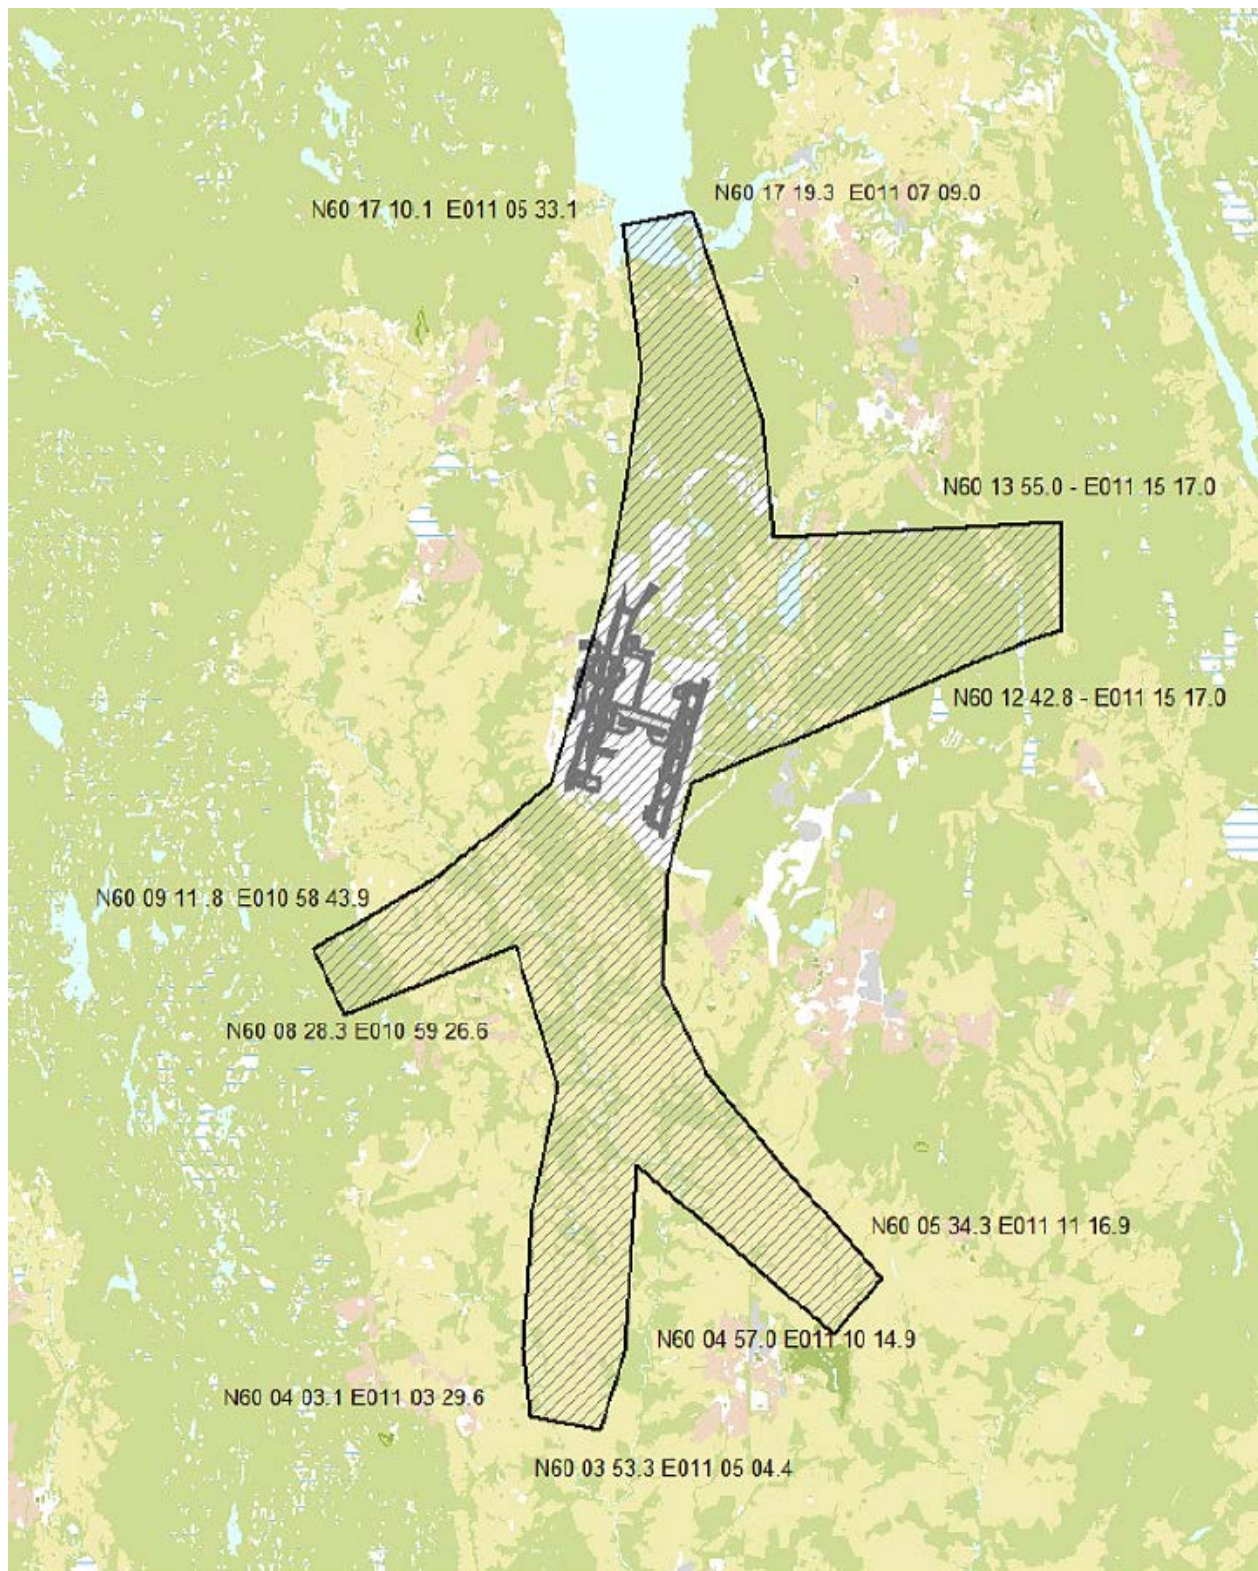 N60 17 19.3 E011 07 09.0
N60 17 10.1 E011 05 33.1
N60 13 55.0 - E011 15 17.0
N60 12 42.8 - E011 15 17.0
N60 09 11.8 E010 58 43.9
N60 08 28.3 E010 59 26.6
N60 05 34.3 E011 11 16.9
N60 04 57.0 E011 10 14.9
N60 04 03.1 E011 03 29.6
N60 03 53.3 E011 05 04.4